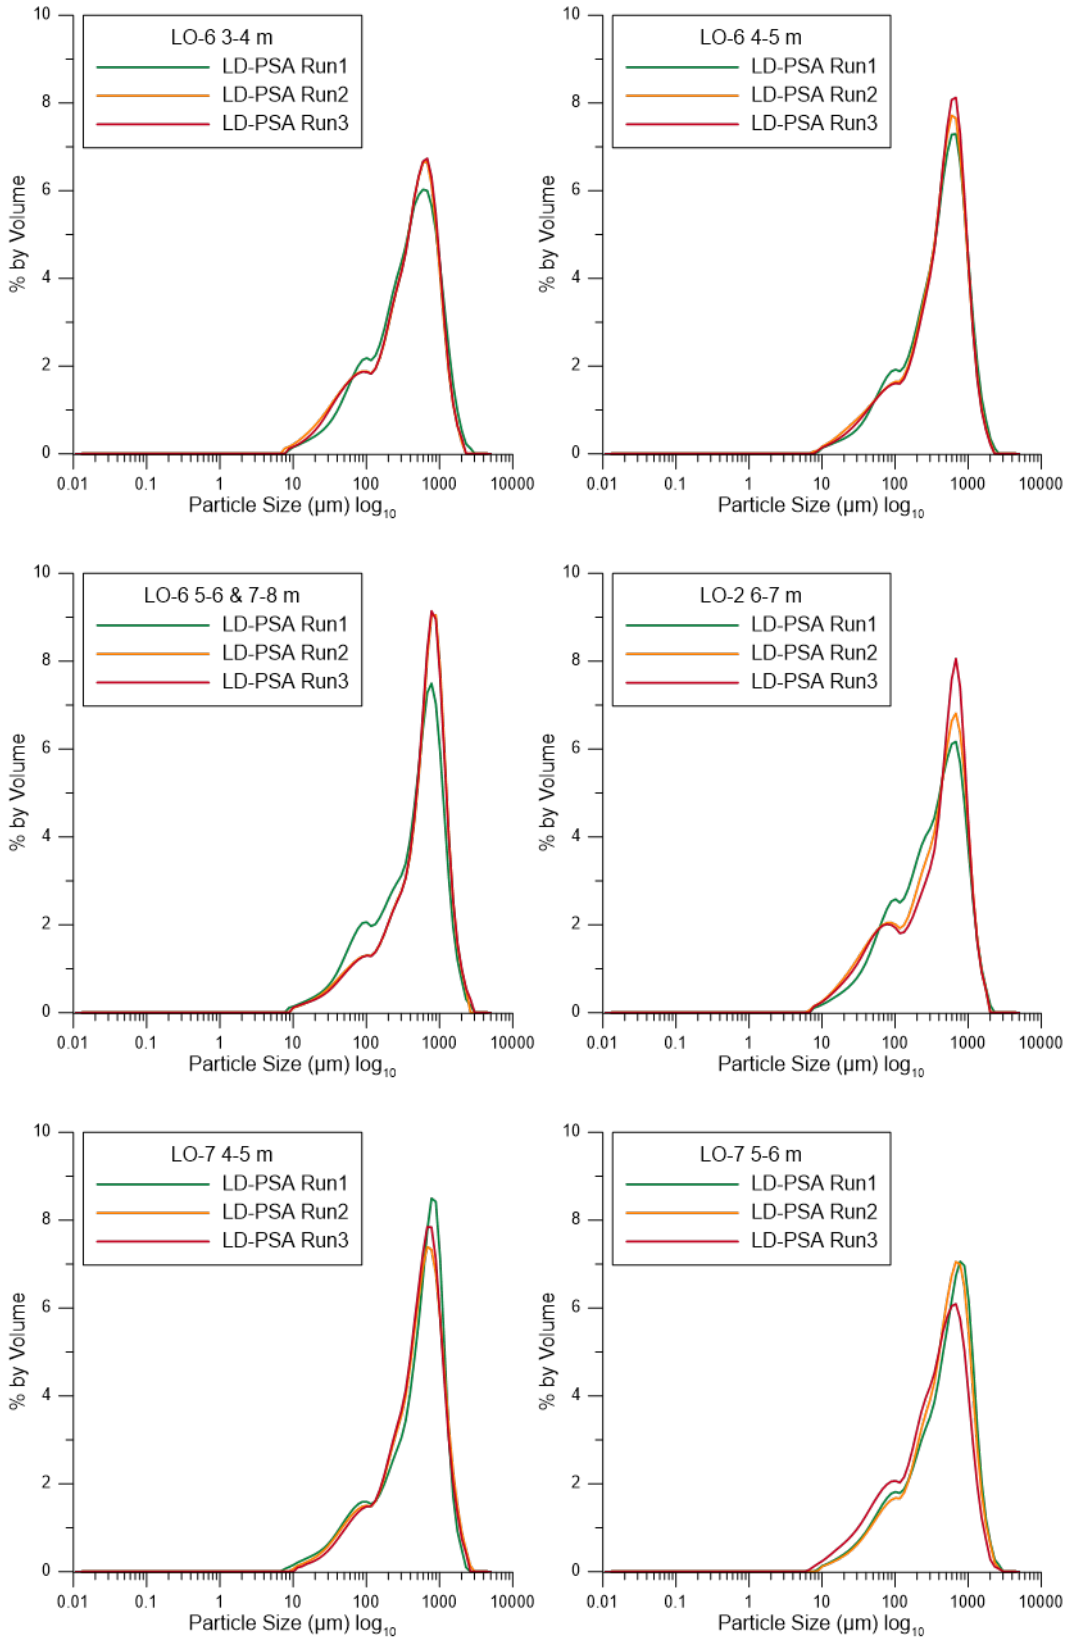 LO-6 3-4 m
LD-PSA Run1
LD-PSA Run2
LD-PSA Run3
10
8
6
4
2
0
% by Volume
0.01 0.1 1 10 100 1000 10000
Particle Size (µm) log₁₀
LO-6 4-5 m
LD-PSA Run1
LD-PSA Run2
LD-PSA Run3
10
8
6
4
2
0
% by Volume
0.01 0.1 1 10 100 1000 10000
Particle Size (µm) log₁₀
LO-6 5-6 & 7-8 m
LD-PSA Run1
LD-PSA Run2
LD-PSA Run3
10
8
6
4
2
0
% by Volume
0.01 0.1 1 10 100 1000 10000
Particle Size (µm) log₁₀
LO-2 6-7 m
LD-PSA Run1
LD-PSA Run2
LD-PSA Run3
10
8
6
4
2
0
% by Volume
0.01 0.1 1 10 100 1000 10000
Particle Size (µm) log₁₀
LO-7 4-5 m
LD-PSA Run1
LD-PSA Run2
LD-PSA Run3
10
8
6
4
2
0
% by Volume
0.01 0.1 1 10 100 1000 10000
Particle Size (µm) log₁₀
LO-7 5-6 m
LD-PSA Run1
LD-PSA Run2
LD-PSA Run3
10
8
6
4
2
0
% by Volume
0.01 0.1 1 10 100 1000 10000
Particle Size (µm) log₁₀